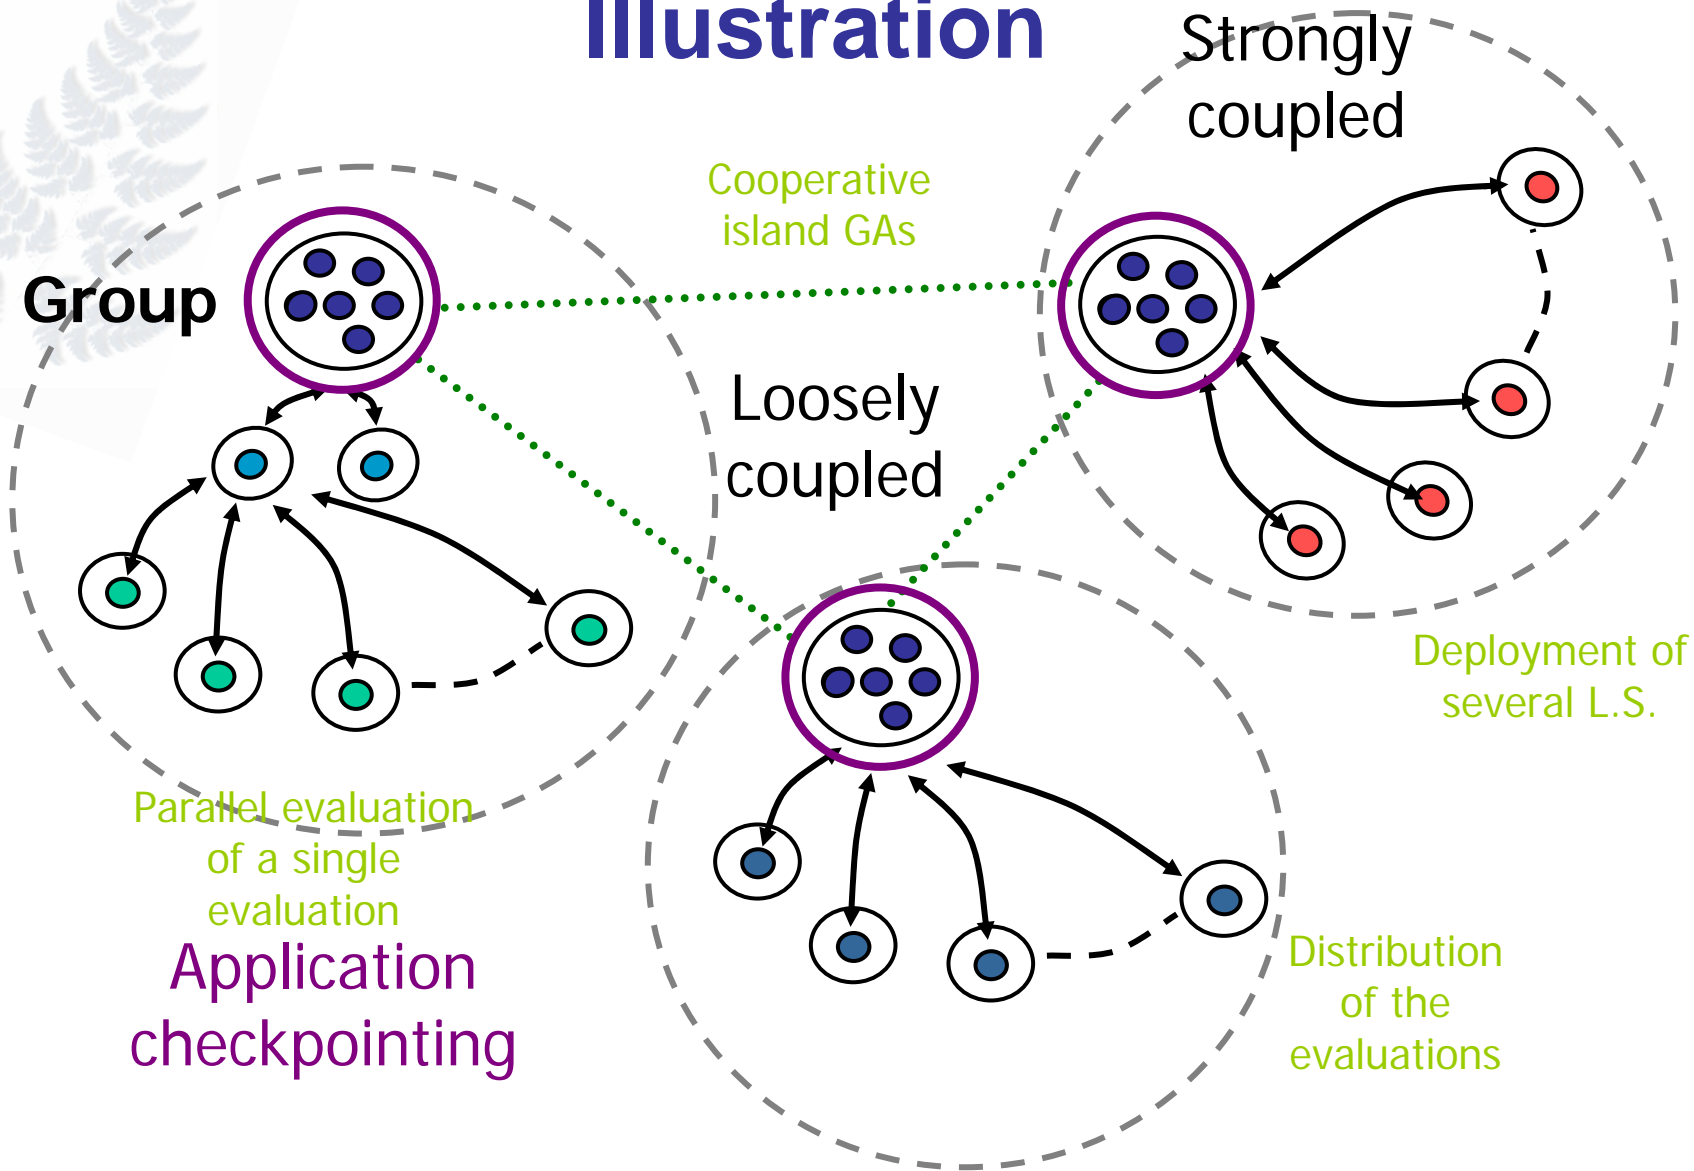 Illustration
Strongly
coupled
Cooperative
island GAs
Group
Loosely
coupled
Deployment of
several L.S.
Parallel evaluation
of a single
evaluation
Application
checkpointing
Distribution
of the
evaluations